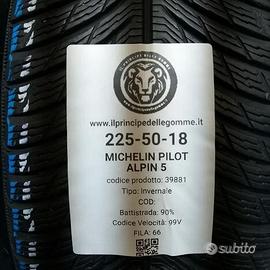 www.ilprincipedellegomme.it
225-50-18
MICHELIN PILOT
ALPIN 5
codice prodotto: 39881
Tipo: Invernale
COD:
Battistrada: 90%
Codice Velocità: 99V
FILA: 66
subito